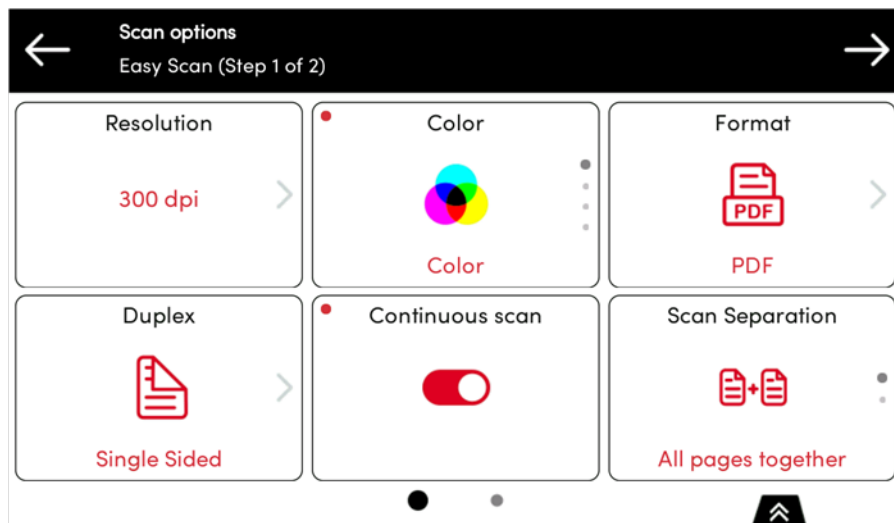 Scan options
Easy Scan (Step 1 of 2)
Resolution
300 dpi
Color
Color
Format
PDF
PDF
Duplex
Single Sided
Continuous scan
Scan Separation
All pages together